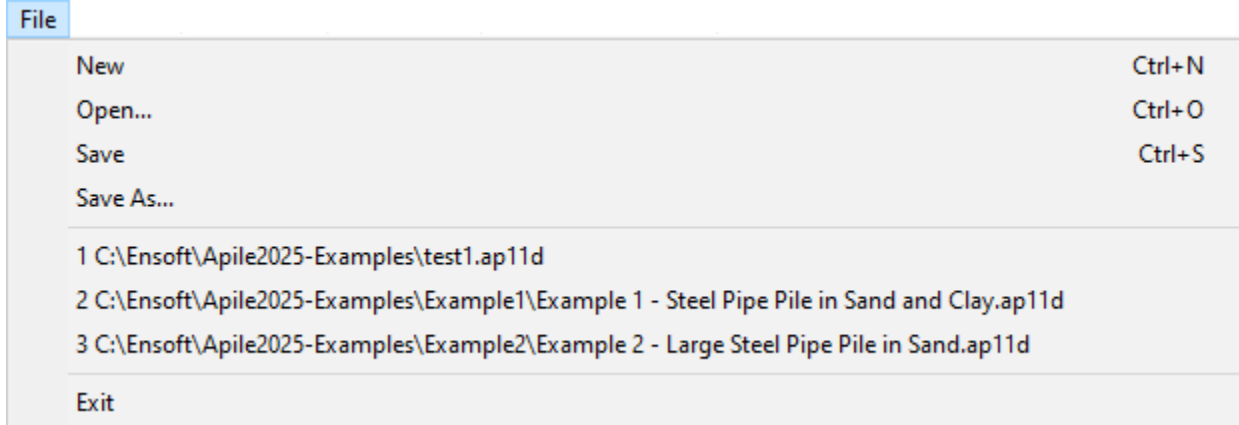 File
New Ctrl+N
Open... Ctrl+O
Save Ctrl+S
Save As...
1 C:\Ensoft\Apile2025-Examples\test1.ap11d
2 C:\Ensoft\Apile2025-Examples\Example1\Example 1 - Steel Pipe Pile in Sand and Clay.ap11d
3 C:\Ensoft\Apile2025-Examples\Example2\Example 2 - Large Steel Pipe Pile in Sand.ap11d
Exit